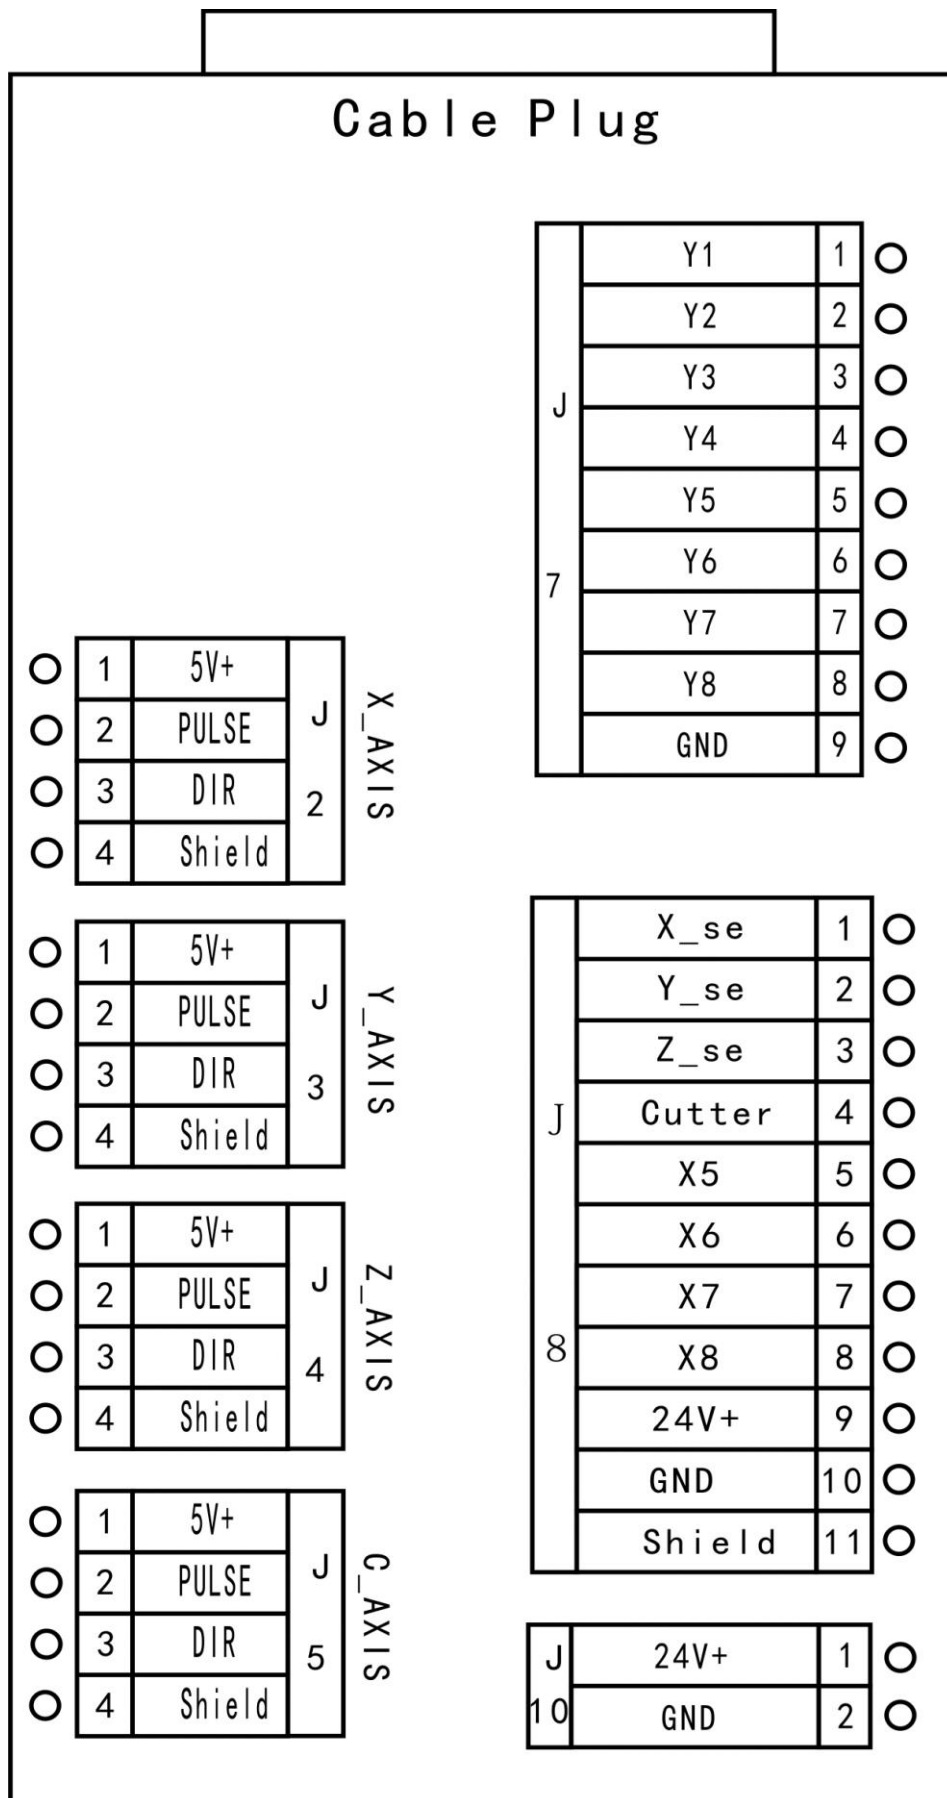 Cable Plug
Y1 1
Y2 2
Y3 3
Y4 4
Y5 5
Y6 6
Y7 7
Y8 8
GND 9
J
7
1 5V+
2 PULSE
3 DIR
4 Shield
J
2
X_AXIS
1 5V+
2 PULSE
3 DIR
4 Shield
J
3
Y_AXIS
1 5V+
2 PULSE
3 DIR
4 Shield
J
4
Z_AXIS
1 5V+
2 PULSE
3 DIR
4 Shield
J
5
C_AXIS
X_se 1
Y_se 2
Z_se 3
Cutter 4
X5 5
X6 6
X7 7
X8 8
24V+ 9
GND 10
Shield 11
J
8
J 24V+ 1
10 GND 2